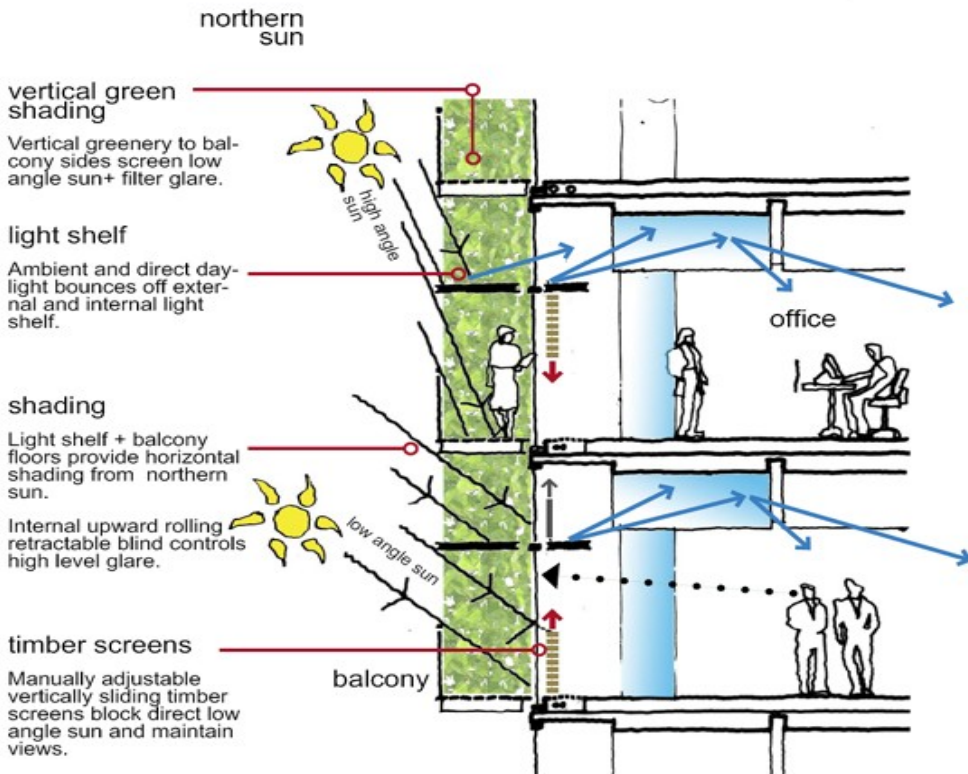 northern
sun
vertical green
shading
Vertical greenery to bal-
cony sides screen low
angle sun+ filter glare.
high angle
sun
light shelf
Ambient and direct day-
light bounces off exter-
nal and internal light
shelf.
office
shading
Light shelf + balcony
floors provide horizontal
shading from northern
sun.
Internal upward rolling
retractable blind controls
high level glare.
low angle sun
timber screens
Manually adjustable
vertically sliding timber
screens block direct low
angle sun and maintain
views.
balcony